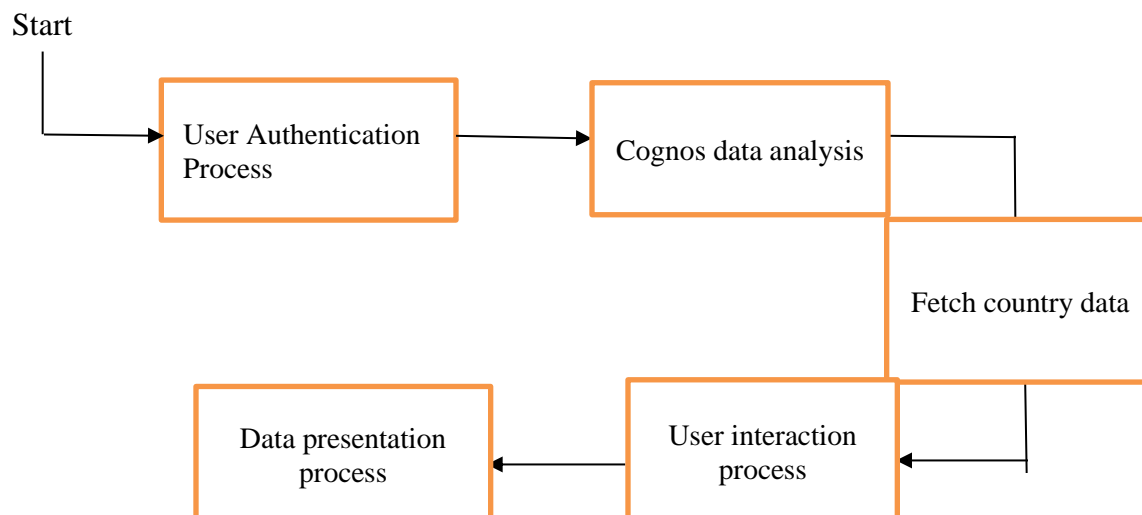 Start
User Authentication
Process
Cognos data analysis
Fetch country data
User interaction
process
Data presentation
process